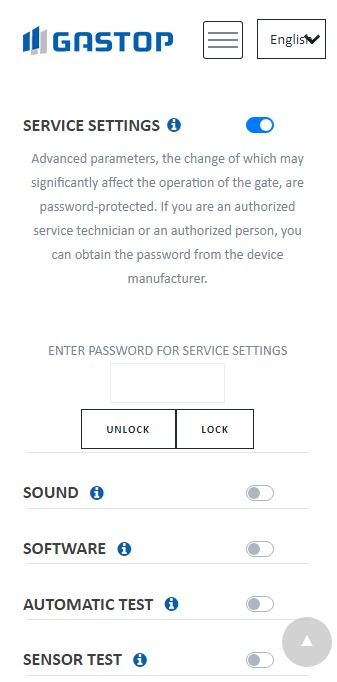 GASTOP
English
SERVICE SETTINGS
Advanced parameters, the change of which may
significantly affect the operation of the gate, are
password-protected. If you are an authorized
service technician or an authorized person, you
can obtain the password from the device
manufacturer.
ENTER PASSWORD FOR SERVICE SETTINGS
UNLOCK LOCK
SOUND
SOFTWARE
AUTOMATIC TEST
SENSOR TEST